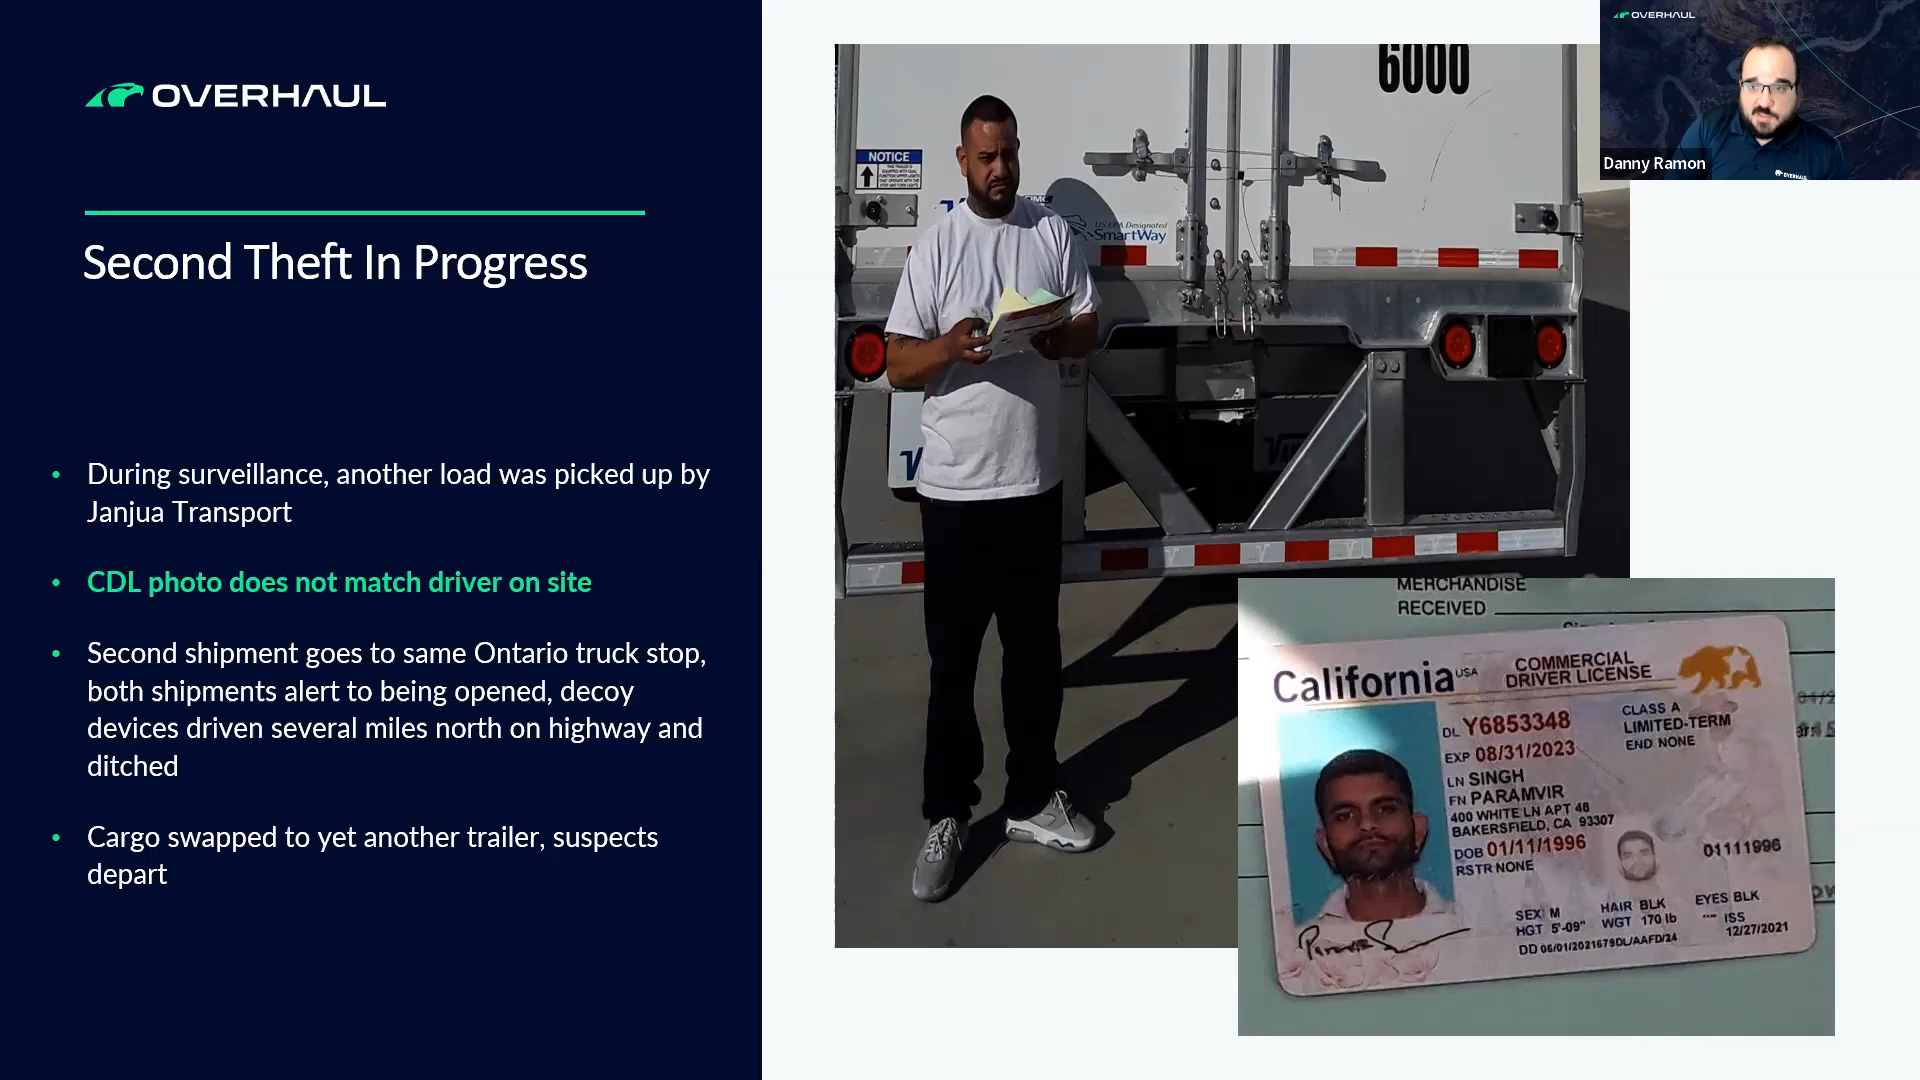 OVERHAUL
Second Theft In Progress
• During surveillance, another load was picked up by
Janjua Transport
• CDL photo does not match driver on site
• Second shipment goes to same Ontario truck stop,
both shipments alert to being opened, decoy
devices driven several miles north on highway and
ditched
• Cargo swapped to yet another trailer, suspects
depart
6000
NOTICE
US EPA Designated
SmartWay
OVERHAUL
Danny Ramon
OVERHAUL
MERCHANDISE
RECEIVED
California USA
COMMERCIAL
DRIVER LICENSE
DL Y6853348
EXP 08/31/2023
LN SINGH
FN PARAMVIR
400 WHITE LN APT 48
BAKERSFIELD, CA 93307
DOB 01/11/1996
RSTR NONE
CLASS A
LIMITED-TERM
END NONE
01111996
SEX M
HAIR BLK
EYES BLK
HGT 5'-09"
WGT 170 lb
ISS
12/27/2021
DD 06/01/2021679DL/AAFD/24